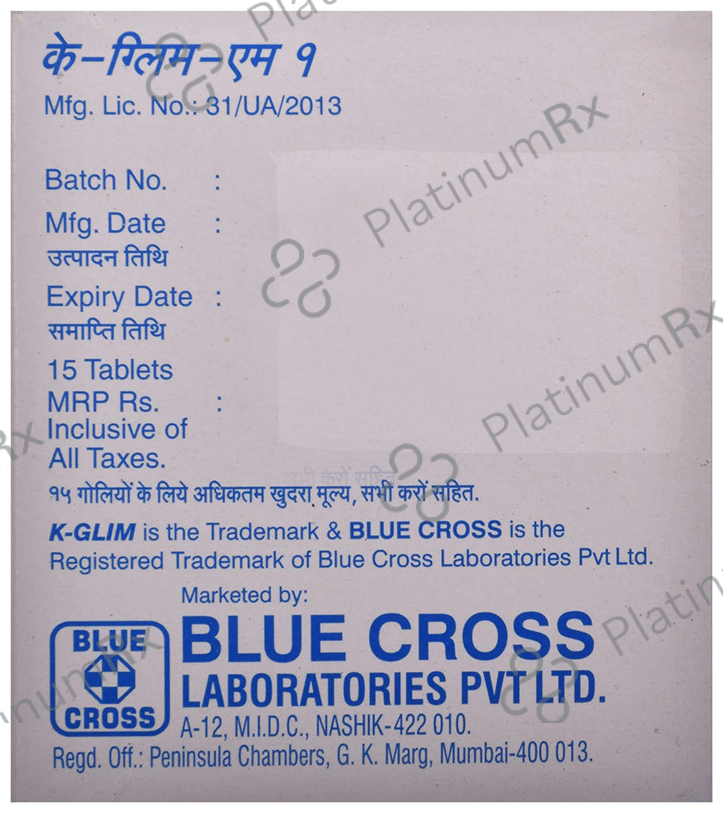 के-ग्लिम-एम १
Mfg. Lic. No.: 31/UA/2013
Batch No. :
Mfg. Date :
उत्पादन तिथि
Expiry Date :
समाप्ति तिथि
15 Tablets
MRP Rs. :
Inclusive of
All Taxes.
१५ गोलियों के लिये अधिकतम खुदरा मूल्य, सभी करों सहित.
K-GLIM is the Trademark & BLUE CROSS is the
Registered Trademark of Blue Cross Laboratories Pvt Ltd.
Marketed by:
BLUE CROSS
LABORATORIES PVT LTD.
A-12, M.I.D.C., NASHIK-422 010.
Regd. Off.: Peninsula Chambers, G. K. Marg, Mumbai-400 013.
BLUE
CROSS
PlatinumRx
PlatinumRx